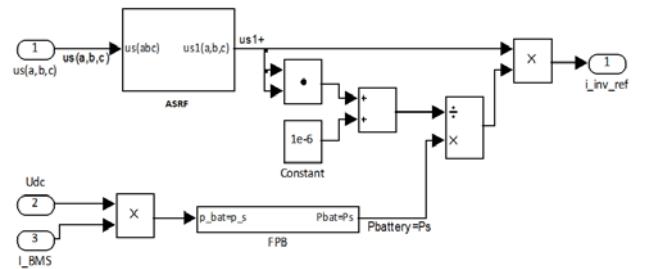 us1+
1
us(a,b,c)
us(a,b,c)
us(abc)
us1(a,b,c)
ASRF
X
1
i_inv_ref
•
+
+
1e-6
Constant
÷
X
Udc
2
X
3
I_BMS
p_bat=p_s
Pbat=Ps
FPB
Pbattery=Ps